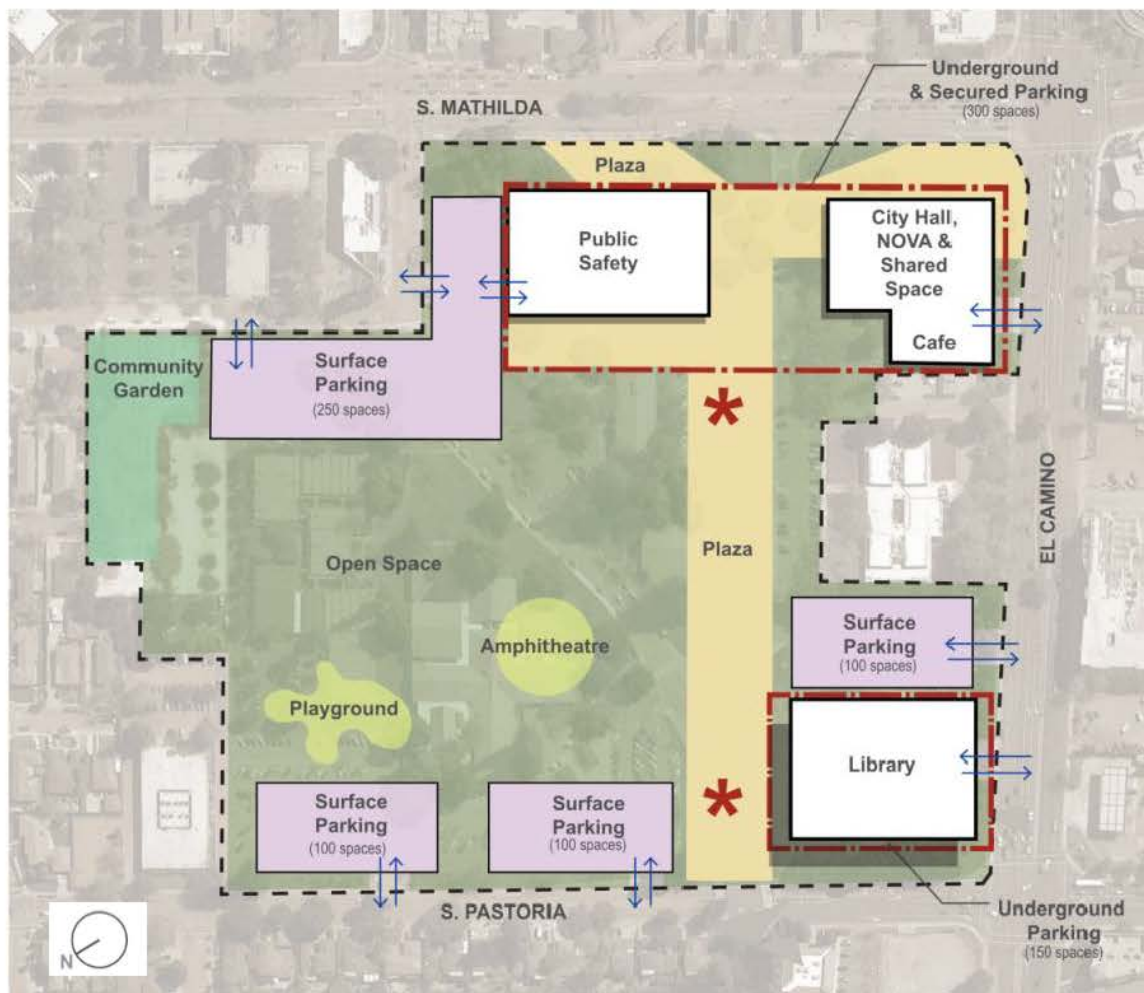 Underground
& Secured Parking
(300 spaces)
S. MATHILDA
Plaza
Public
Safety
City Hall,
NOVA &
Shared
Space
Cafe
Community
Garden
Surface
Parking
(250 spaces)
EL CAMINO
Open Space
Plaza
Amphitheatre
Surface
Parking
(100 spaces)
Playground
Library
Surface
Parking
(100 spaces)
Surface
Parking
(100 spaces)
S. PASTORIA
Underground
Parking
(150 spaces)
N